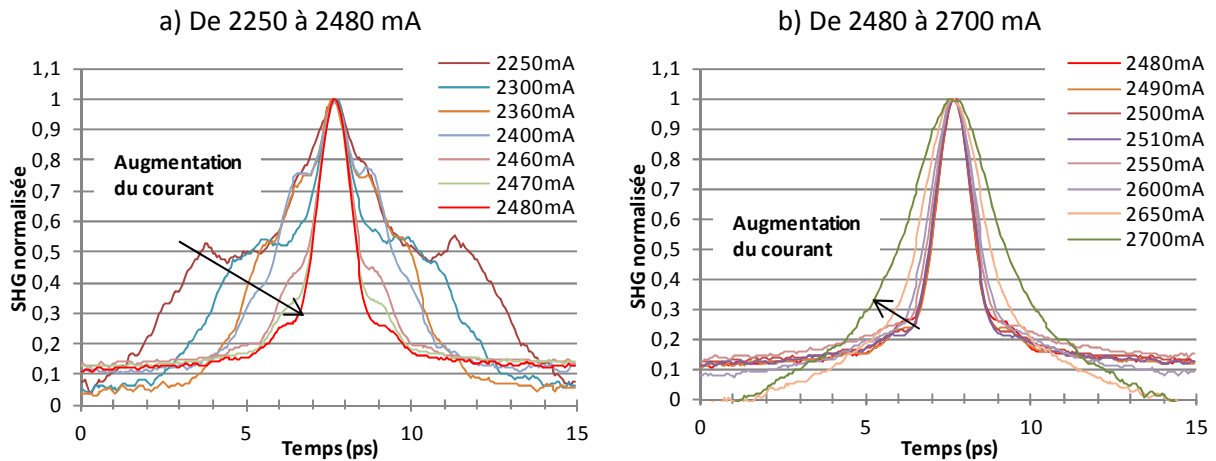 a) De 2250 à 2480 mA
1,1
1
0,9
0,8
0,7
0,6
0,5
0,4
0,3
0,2
0,1
0
SHG normalisée
Augmentation
du courant
2250mA
2300mA
2360mA
2400mA
2460mA
2470mA
2480mA
0 5 10 15
Temps (ps)
b) De 2480 à 2700 mA
1,1
1
0,9
0,8
0,7
0,6
0,5
0,4
0,3
0,2
0,1
0
SHG normalisée
Augmentation
du courant
2480mA
2490mA
2500mA
2510mA
2550mA
2600mA
2650mA
2700mA
0 5 10 15
Temps (ps)